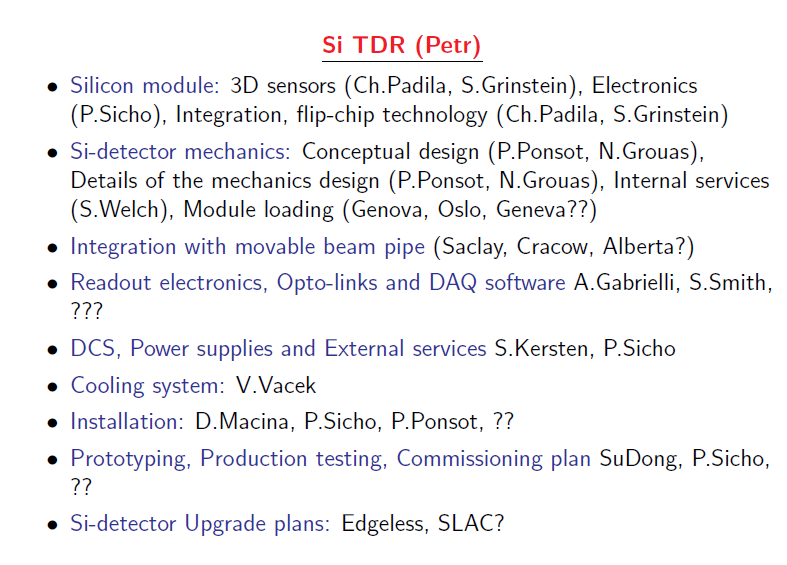 Si TDR (Petr)
• Silicon module: 3D sensors (Ch.Padila, S.Grinstein), Electronics
(P.Sicho), Integration, flip-chip technology (Ch.Padila, S.Grinstein)
• Si-detector mechanics: Conceptual design (P.Ponsot, N.Grouas),
Details of the mechanics design (P.Ponsot, N.Grouas), Internal services
(S.Welch), Module loading (Genova, Oslo, Geneva??)
• Integration with movable beam pipe (Saclay, Cracow, Alberta?)
• Readout electronics, Opto-links and DAQ software A.Gabrielli, S.Smith,
???
• DCS, Power supplies and External services S.Kersten, P.Sicho
• Cooling system: V.Vacek
• Installation: D.Macina, P.Sicho, P.Ponsot, ??
• Prototyping, Production testing, Commissioning plan SuDong, P.Sicho,
??
• Si-detector Upgrade plans: Edgeless, SLAC?